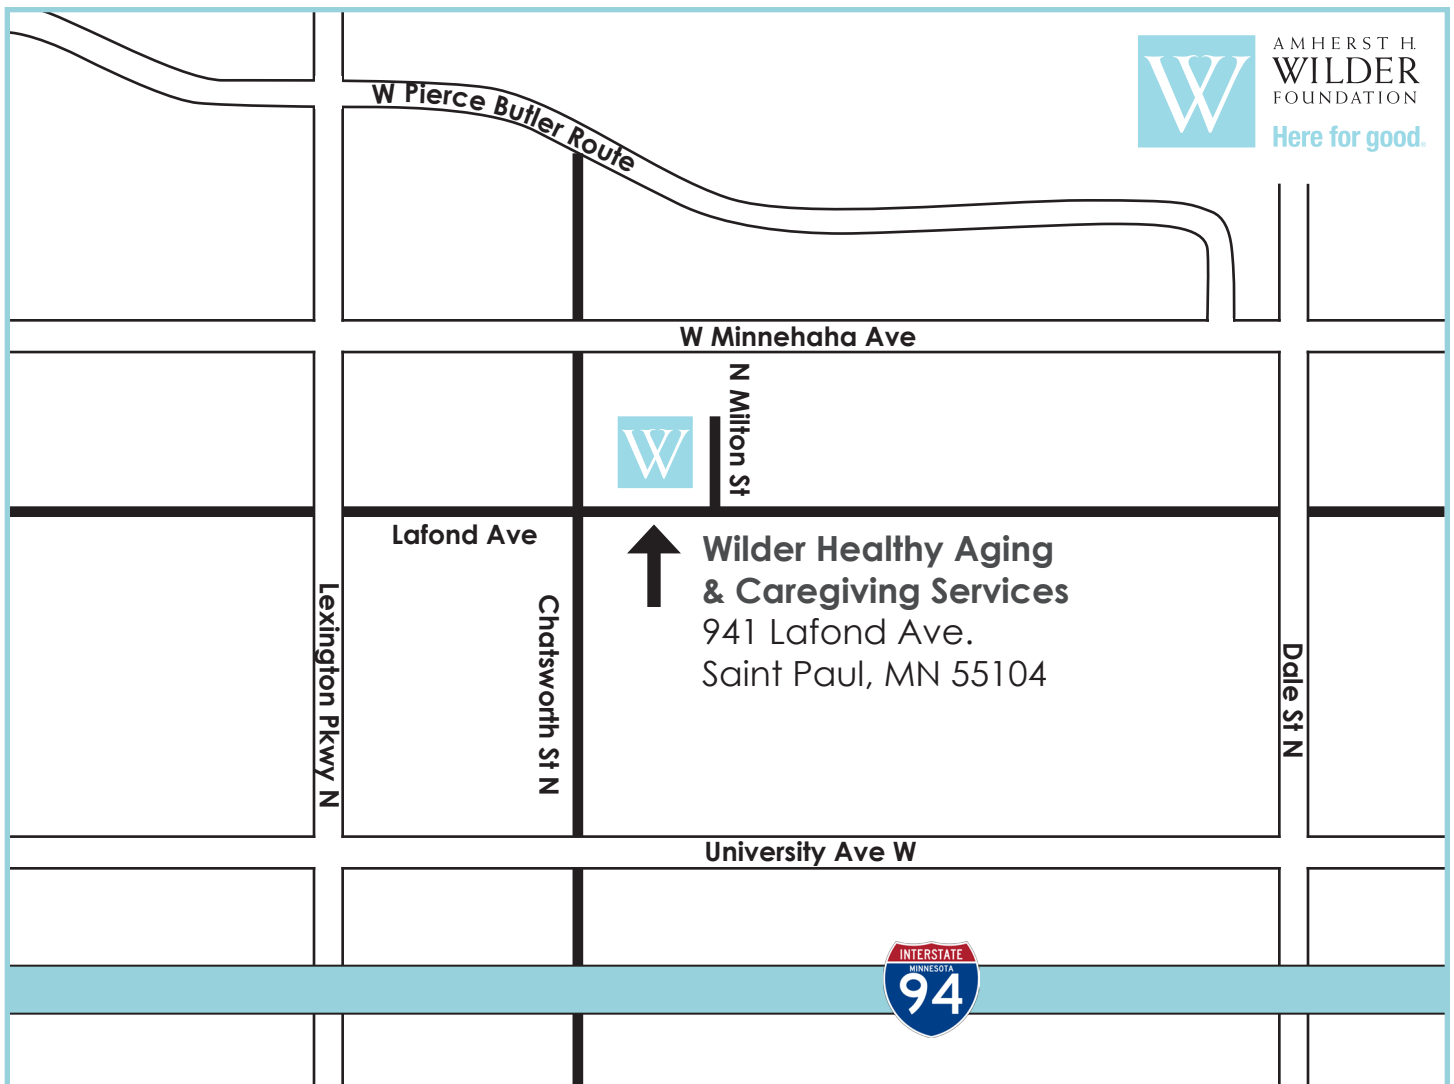 AMHERST H.
WILDER
FOUNDATION
Here for good.
W Pierce Butler Route
W Minnehaha Ave
N Milton St
W
W
Lafond Ave
Wilder Healthy Aging
& Caregiving Services
941 Lafond Ave.
Saint Paul, MN 55104
Lexington Pkwy N
Chatsworth St N
Dale St N
University Ave W
INTERSTATE
MINNESOTA
94